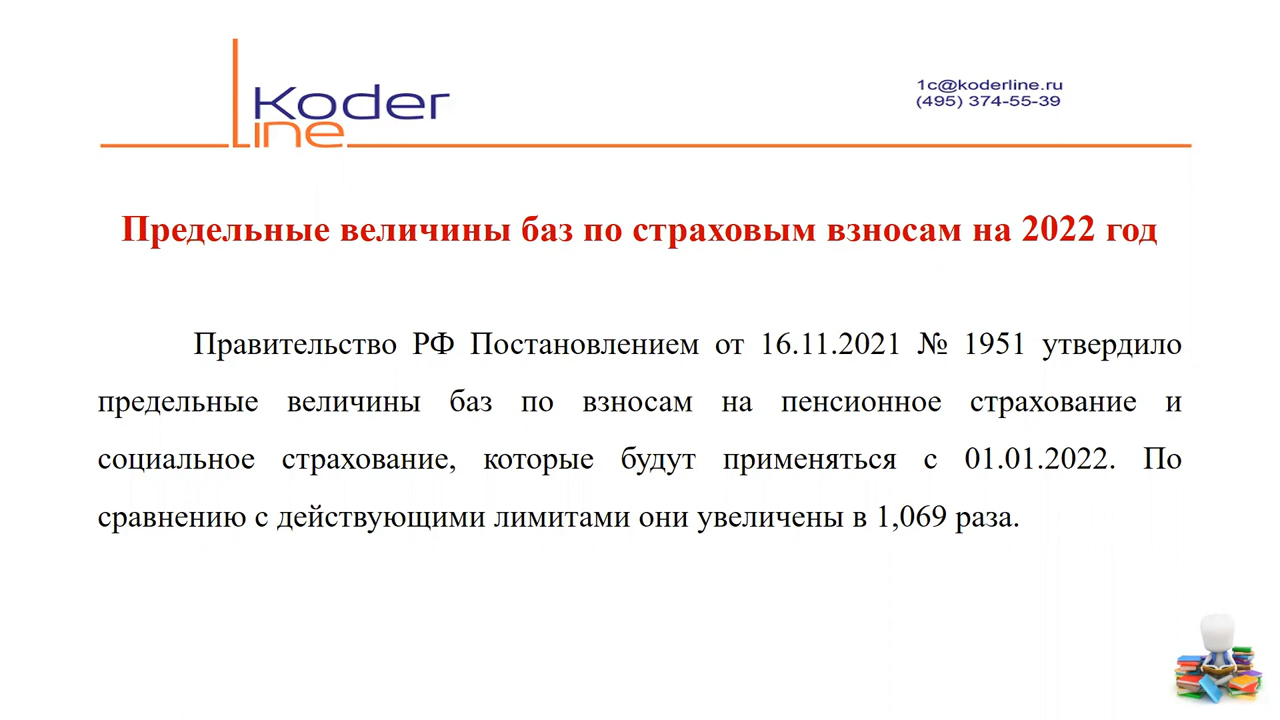 Koder
Line
1c@koderline.ru
(495) 374-55-39
Предельные величины баз по страховым взносам на 2022 год
Правительство РФ Постановлением от 16.11.2021 № 1951 утвердило
предельные величины баз по взносам на пенсионное страхование и
социальное страхование, которые будут применяться с 01.01.2022. По
сравнению с действующими лимитами они увеличены в 1,069 раза.